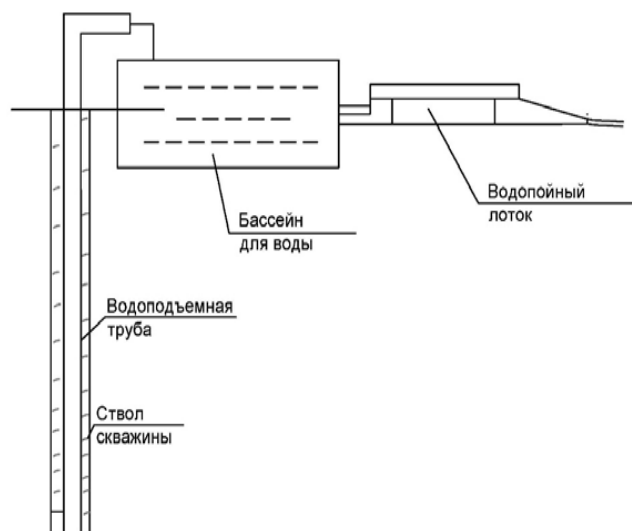 Водопойный
лоток
Бассейн
для воды
Водоподъемная
труба
Ствол
скважины